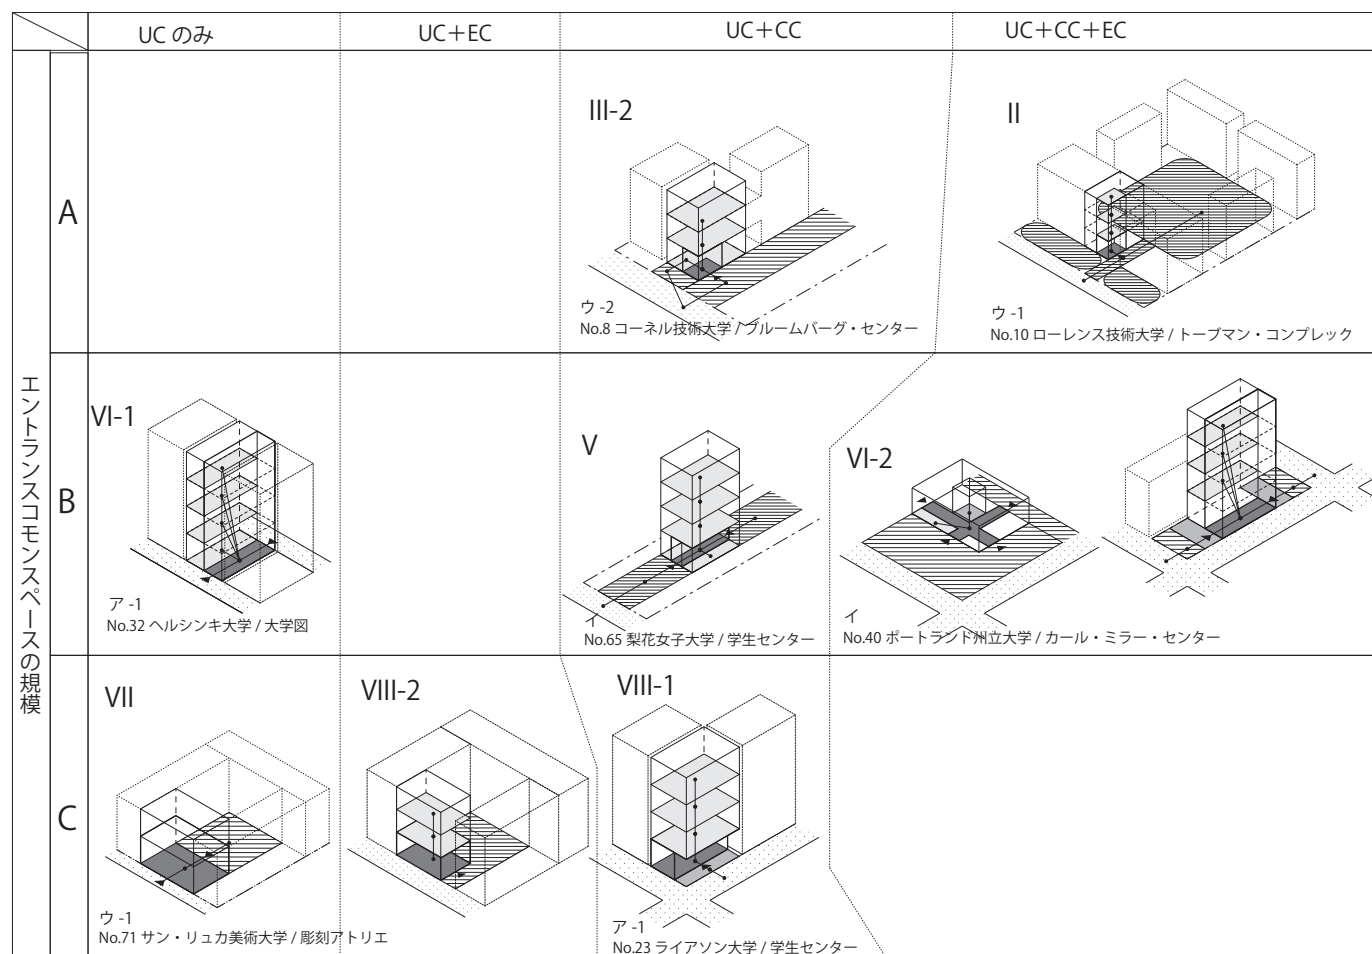 UC のみ
UC+EC
UC+CC
UC+CC+EC
エントランスコモンスペースの規模
A
III-2
ウ -2
No.8 コーネル技術大学 / ブルームバーグ・センター
II
ウ -1
No.10 ローレンス技術大学 / トーブマン・コンプレック
B
VI-1
ア -1
No.32 ヘルシンキ大学 / 大学図
V
イ
No.65 梨花女子大学 / 学生センター
VI-2
イ
No.40 ポートランド州立大学 / カール・ミラー・センター
C
VII
ウ -1
No.71 サン・リュカ美術大学 / 彫刻アトリエ
VIII-2
VIII-1
ア -1
No.23 ライアソン大学 / 学生センター